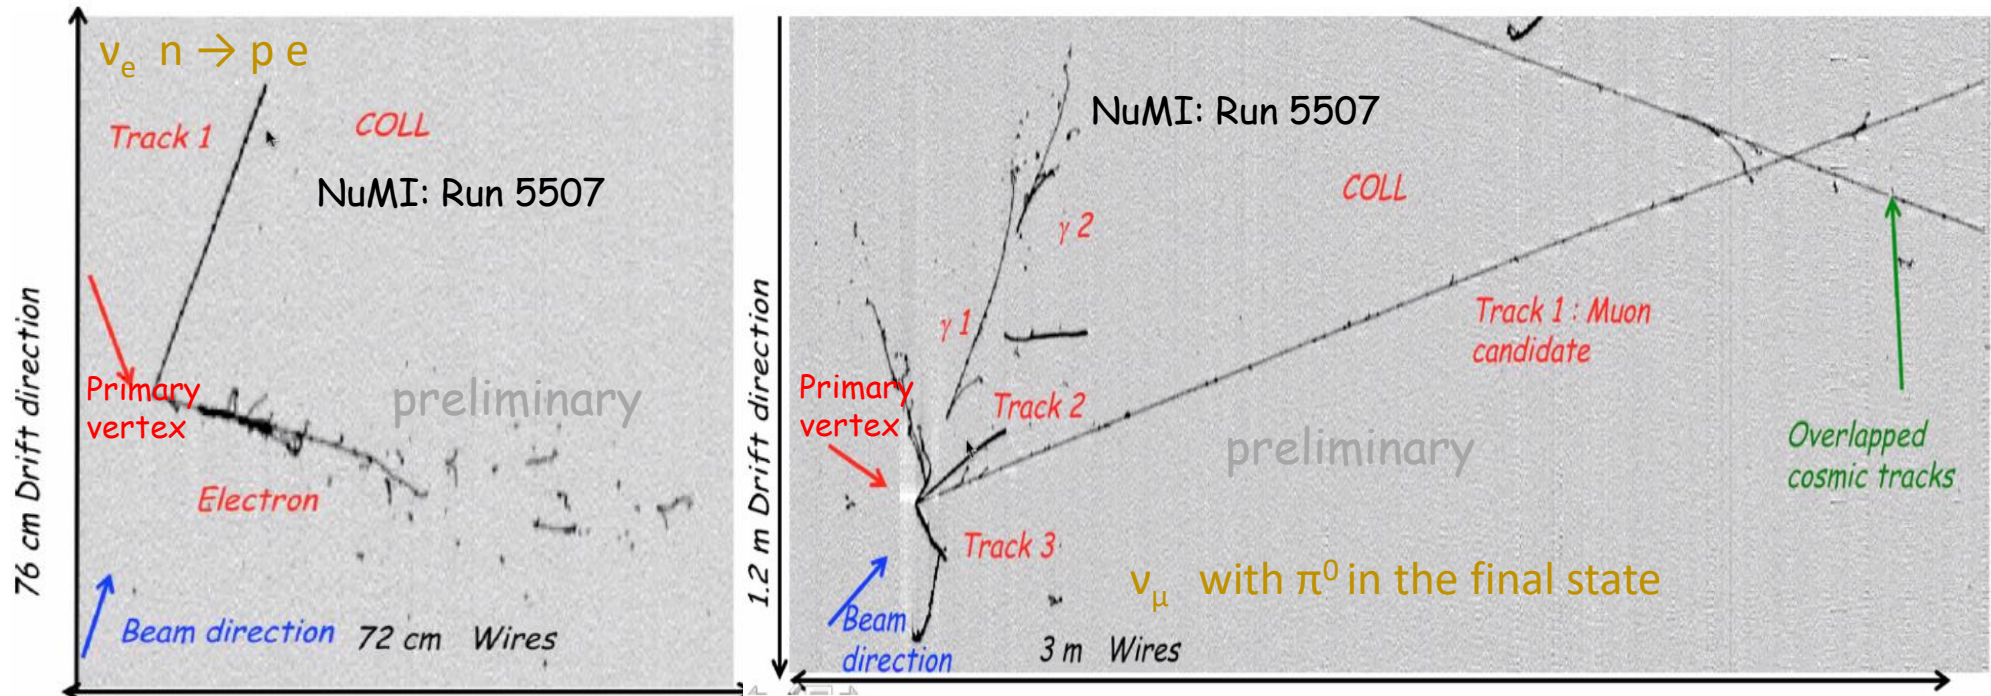 νe n → p e
Track 1
COLL
NuMI: Run 5507
76 cm Drift direction
Primary
vertex
preliminary
Electron
Beam direction
72 cm Wires
NuMI: Run 5507
COLL
γ 2
γ 1
1.2 m Drift direction
Track 1 : Muon
candidate
Primary
vertex
Track 2
preliminary
Overlapped
cosmic tracks
Track 3
νμ with π⁰ in the final state
Beam
direction
3 m Wires